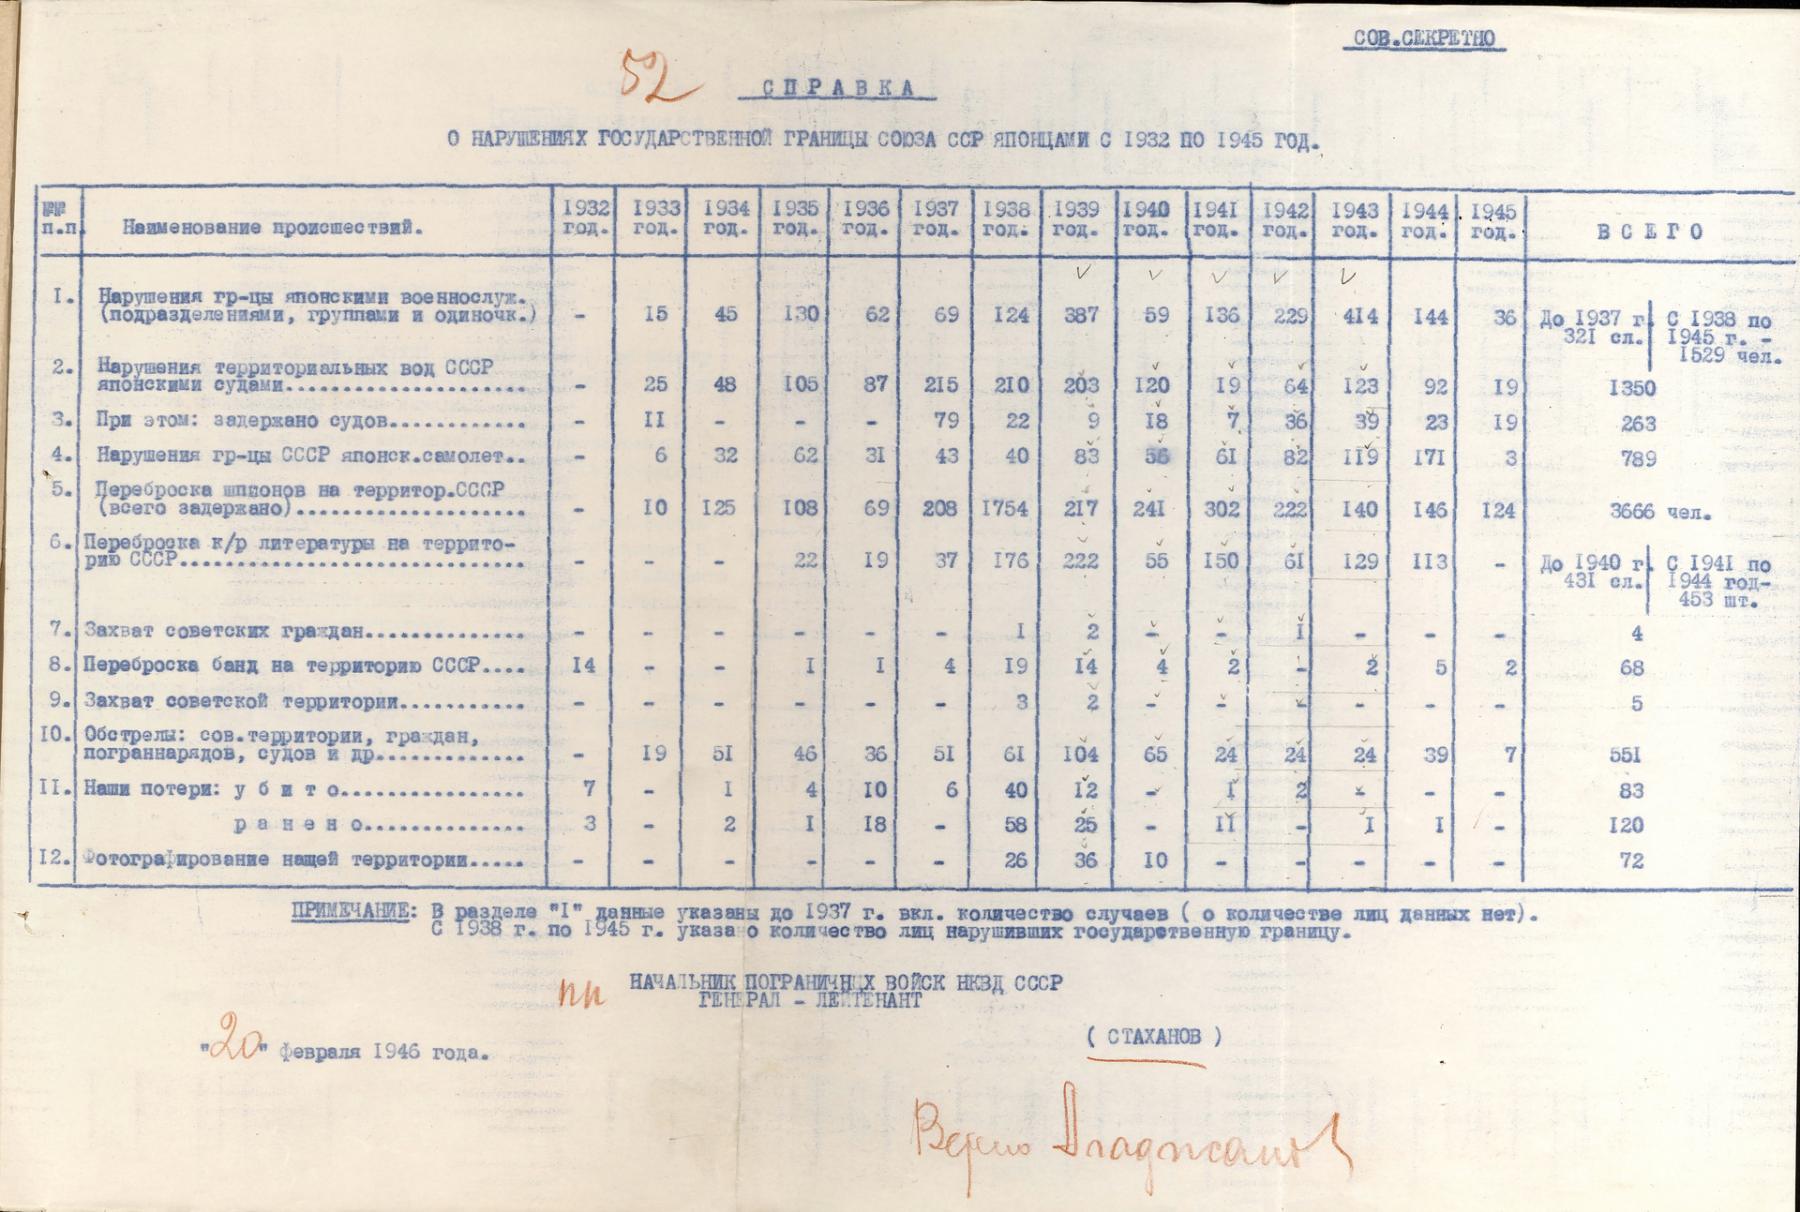 СОВ.СЕКРЕТНО
52
СПРАВКА
О НАРУШЕНИЯХ ГОСУДАРСТВЕННОЙ ГРАНИЦЫ СОЮЗА ССР ЯПОНЦАМИ С 1932 ПО 1945 ГОД.
№№ п.п. Наименование происшествий. 1932 год. 1933 год. 1934 год. 1935 год. 1936 год. 1937 год. 1938 год. 1939 год. 1940 год. 1941 год. 1942 год. 1943 год. 1944 год. 1945 год. ВСЕГО
1. Нарушения гр-цы японскими военнослуж.
(подразделениями, группами и одиночк.) - 15 45 130 62 69 124 387 59 136 229 414 144 36 До 1937 г. 321 сл. С 1938 по 1945 г. - 1529 чел.
2. Нарушения территориальных вод СССР
японскими судами...................... - 25 48 105 87 215 210 203 120 19 64 123 92 19 1350
3. При этом: задержано судов............ - 11 - - - 79 22 9 18 7 36 39 23 19 263
4. Нарушения гр-цы СССР японск.самолет.. - 6 32 62 31 43 40 83 56 61 82 119 171 3 789
5. Переброска шпионов на территор.СССР
(всего задержано).................... - 10 125 108 69 208 1754 217 241 302 222 140 146 124 3666 чел.
6. Переброска к/р литературы на террито-
рию СССР.............................. - - - 22 19 37 176 222 55 150 61 129 113 - До 1940 г. 431 сл. С 1941 по 1944 год- 453 шт.
7. Захват советских граждан.............. - - - - - - 1 2 - - 1 - - - 4
8. Переброска банд на территорию СССР.... 14 - - 1 1 4 19 14 4 2 - 2 5 2 68
9. Захват советской территории........... - - - - - - 3 2 - - - - - - 5
10. Обстрелы: сов.территории, граждан,
пограннарядов, судов и др............. - 19 51 46 36 51 61 104 65 24 24 24 39 7 551
11. Наши потери: убито................ 7 - 1 4 10 6 40 12 - 1 2 - - - 83
ранено.............. 3 - 2 1 18 - 58 25 - 11 - 1 1 - 120
12. Фотографирование нащей территории..... - - - - - - 26 36 10 - - - - - 72
ПРИМЕЧАНИЕ: В разделе "1" данные указаны до 1937 г. вкл. количество случаев ( о количестве лиц данных нет).
С 1938 г. по 1945 г. указано количество лиц нарушивших государственную границу.
пп НАЧАЛЬНИК ПОГРАНИЧНЫХ ВОЙСК НКВД СССР
ГЕНЕРАЛ - ЛЕЙТЕНАНТ
( СТАХАНОВ )
"20" февраля 1946 года.
Верно